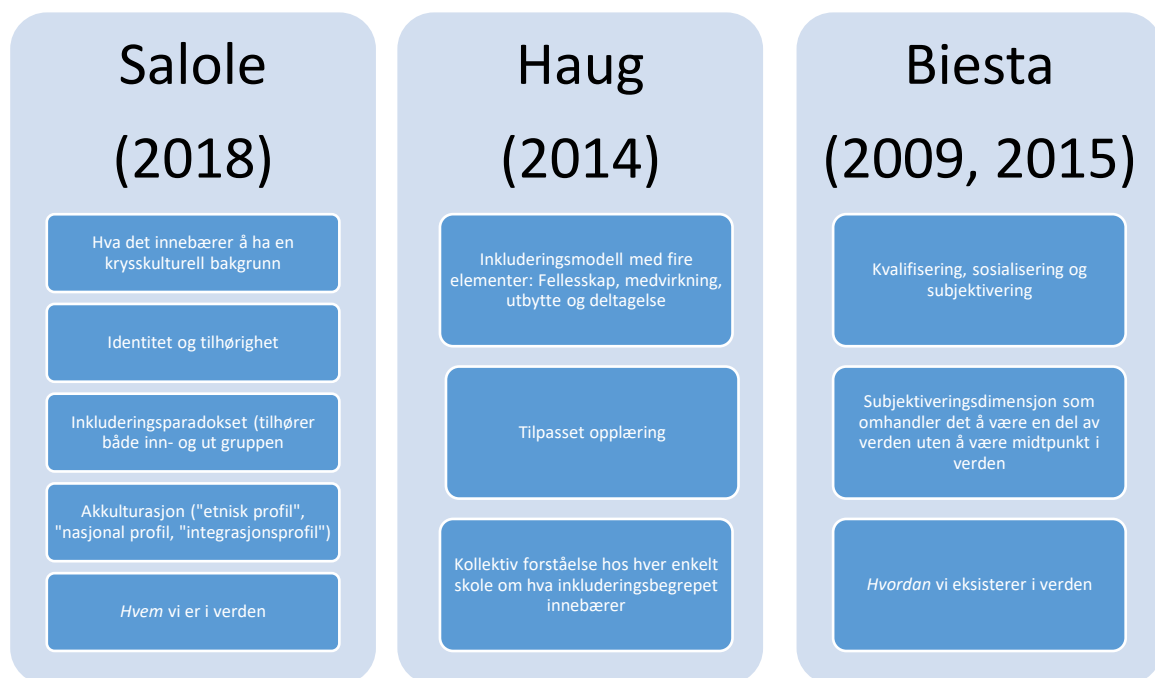 Salole
(2018)
Hva det innebærer å ha en
krysskulturell bakgrunn
Identitet og tilhørighet
Inkluderingsparadokset (tilhører
både inn- og ut gruppen
Akkulturasjon ("etnisk profil",
"nasjonal profil, "integrasjonsprofil")
Hvem vi er i verden
Haug
(2014)
Inkluderingsmodell med fire
elementer: Fellesskap, medvirkning,
utbytte og deltagelse
Tilpasset opplæring
Kollektiv forståelse hos hver enkelt
skole om hva inkluderingsbegrepet
innebærer
Biesta
(2009, 2015)
Kvalifisering, sosialisering og
subjektivering
Subjektiveringsdimensjon som
omhandler det å være en del av
verden uten å være midtpunkt i
verden
Hvordan vi eksisterer i verden